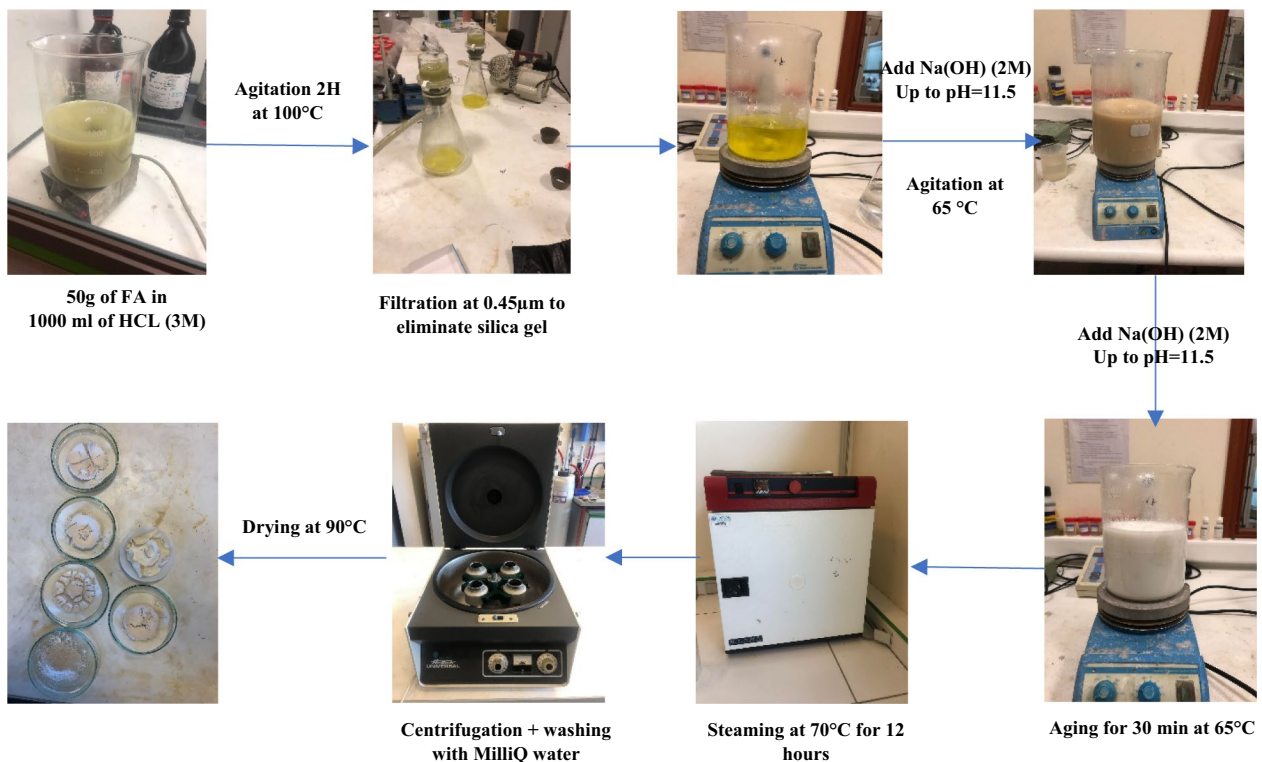 Agitation 2H
at 100°C
Add Na(OH) (2M)
Up to pH=11.5
Agitation at
65 °C
50g of FA in
1000 ml of HCL (3M)
Filtration at 0.45µm to
eliminate silica gel
Add Na(OH) (2M)
Up to pH=11.5
Drying at 90°C
UNIVERSAL
Centrifugation + washing
with MilliQ water
Steaming at 70°C for 12
hours
Aging for 30 min at 65°C